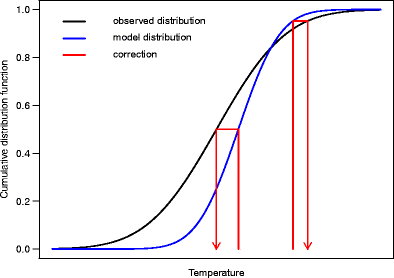 1.0
0.8
0.6
0.4
0.2
0.0
Cumulative distribution function
observed distribution
model distribution
correction
Temperature